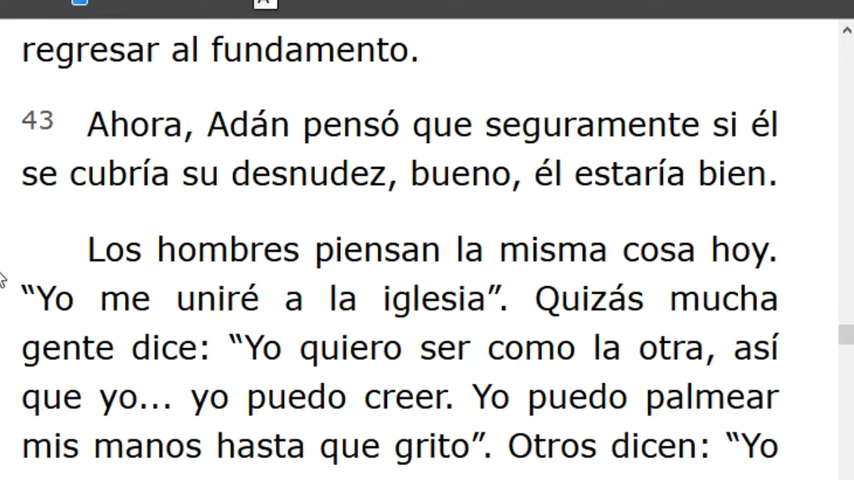 regresar al fundamento.
43 Ahora, Adán pensó que seguramente si él
se cubría su desnudez, bueno, él estaría bien.
Los hombres piensan la misma cosa hoy.
“Yo me uniré a la iglesia”. Quizás mucha
gente dice: “Yo quiero ser como la otra, así
que yo... yo puedo creer. Yo puedo palmear
mis manos hasta que grito”. Otros dicen: “Yo